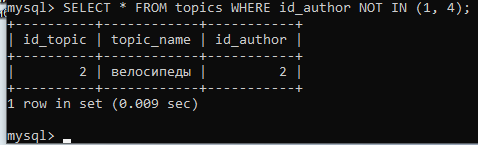 mysql> SELECT * FROM topics WHERE id_author NOT IN (1, 4);
+----------+------------+-----------+
| id_topic | topic_name | id_author |
+----------+------------+-----------+
|        2 | велосипеды |         2 |
+----------+------------+-----------+
1 row in set (0.009 sec)
mysql>